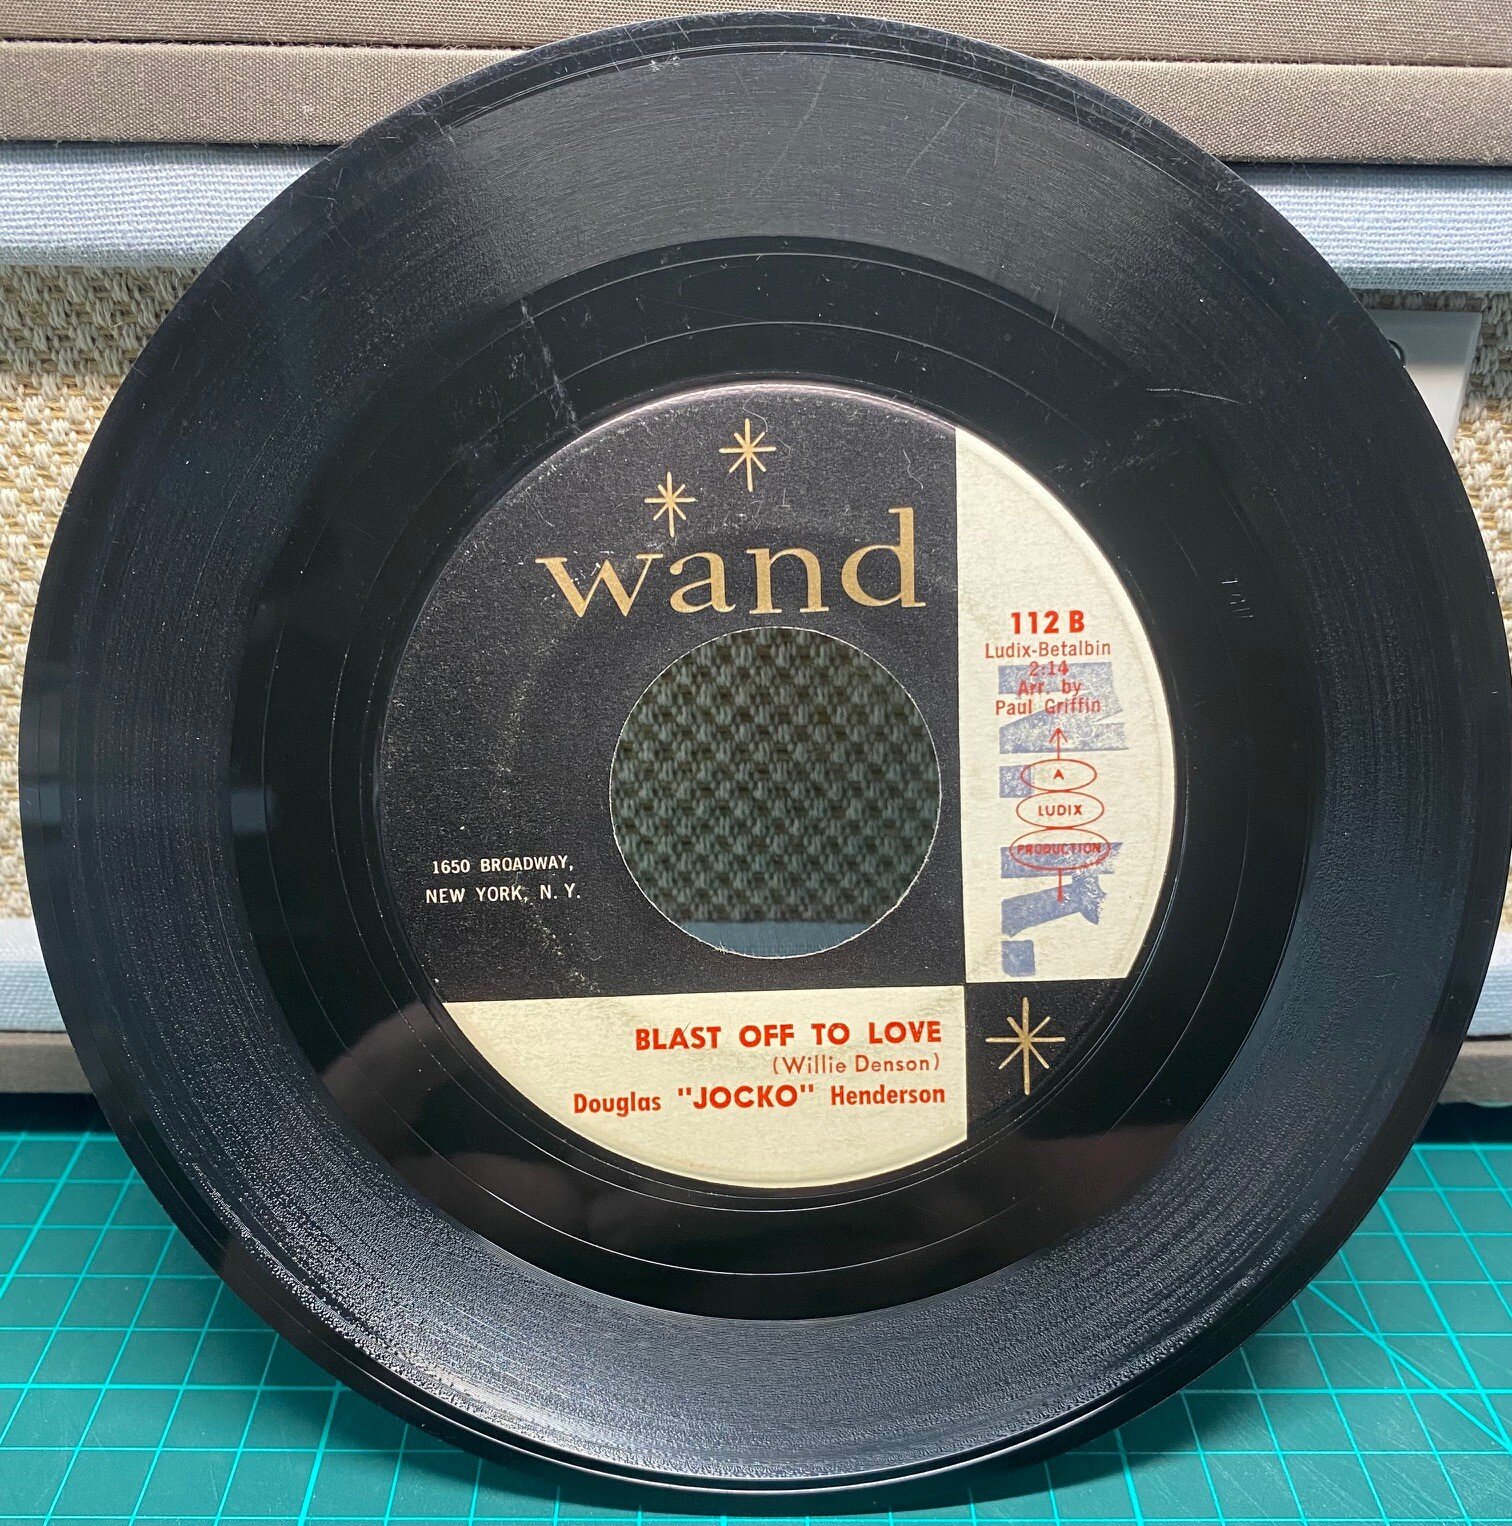 wand
112 B
Ludix-Betalbin
2:14
Arr. by
Paul Griffin
A
LUDIX
PRODUCTION
1650 BROADWAY,
NEW YORK, N. Y.
BLAST OFF TO LOVE
(Willie Denson)
Douglas "JOCKO" Henderson